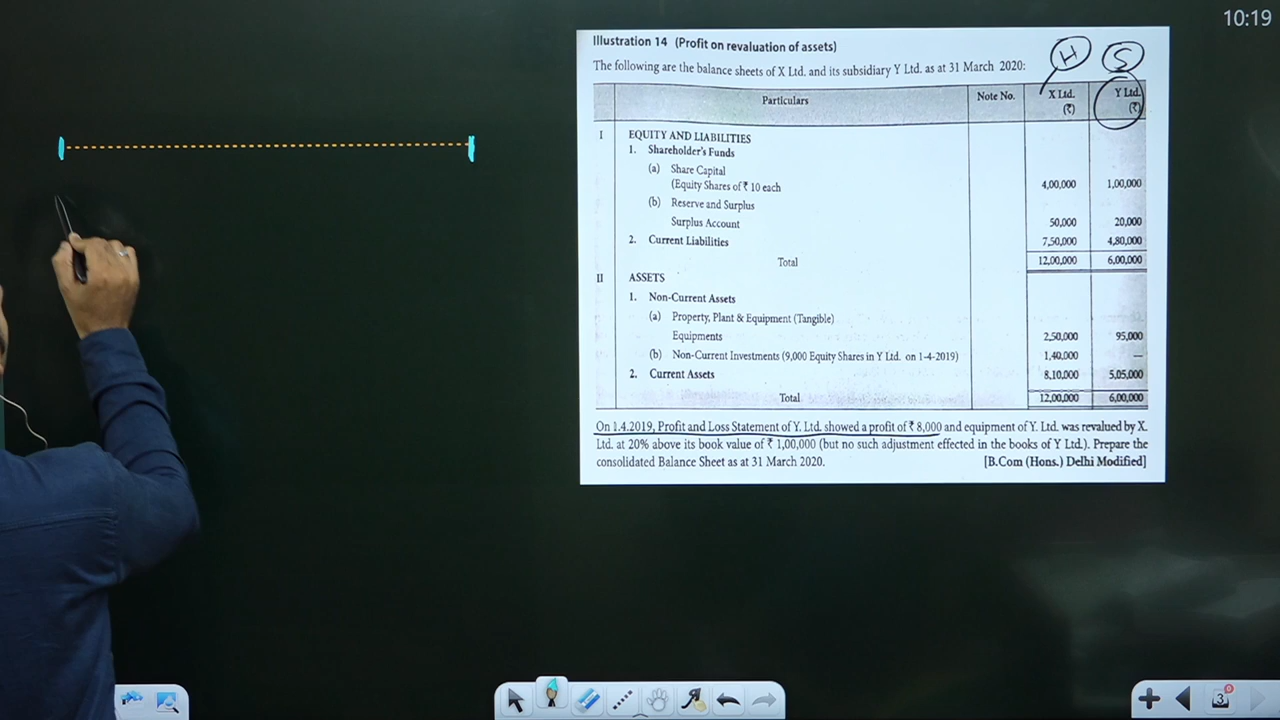 10:19
Illustration 14 (Profit on revaluation of assets)
The following are the balance sheets of X Ltd. and its subsidiary Y Ltd. as at 31 March 2020:
H S
Particulars Note No. X Ltd. (₹) Y Ltd. (₹)
I EQUITY AND LIABILITIES
1. Shareholder's Funds
(a) Share Capital
(Equity Shares of ₹ 10 each 4,00,000 1,00,000
(b) Reserve and Surplus
Surplus Account 50,000 20,000
2. Current Liabilities 7,50,000 4,80,000
Total 12,00,000 6,00,000
II ASSETS
1. Non-Current Assets
(a) Property, Plant & Equipment (Tangible)
Equipments 2,50,000 95,000
(b) Non-Current Investments (9,000 Equity Shares in Y Ltd. on 1-4-2019) 1,40,000 —
2. Current Assets 8,10,000 5,05,000
Total 12,00,000 6,00,000
On 1.4.2019, Profit and Loss Statement of Y. Ltd. showed a profit of ₹ 8,000 and equipment of Y. Ltd. was revalued by X.
Ltd. at 20% above its book value of ₹ 1,00,000 (but no such adjustment effected in the books of Y Ltd.). Prepare the
consolidated Balance Sheet as at 31 March 2020. [B.Com (Hons.) Delhi Modified]
3